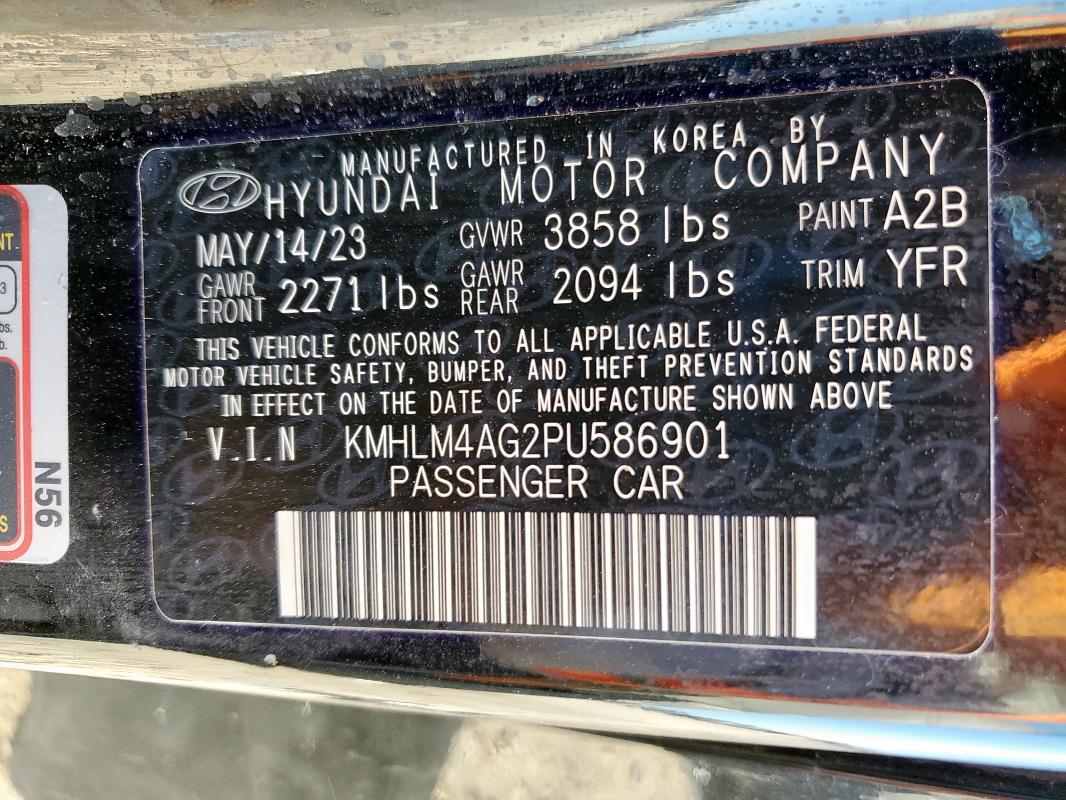 MANUFACTURED IN KOREA BY
HYUNDAI MOTOR COMPANY
MAY/14/23 GVWR 3858 lbs PAINT A2B
GAWR FRONT 2271 lbs GAWR REAR 2094 lbs TRIM YFR
THIS VEHICLE CONFORMS TO ALL APPLICABLE U.S.A. FEDERAL
MOTOR VEHICLE SAFETY, BUMPER, AND THEFT PREVENTION STANDARDS
IN EFFECT ON THE DATE OF MANUFACTURE SHOWN ABOVE
V.I.N KMHLM4AG2PU586901
PASSENGER CAR
N56